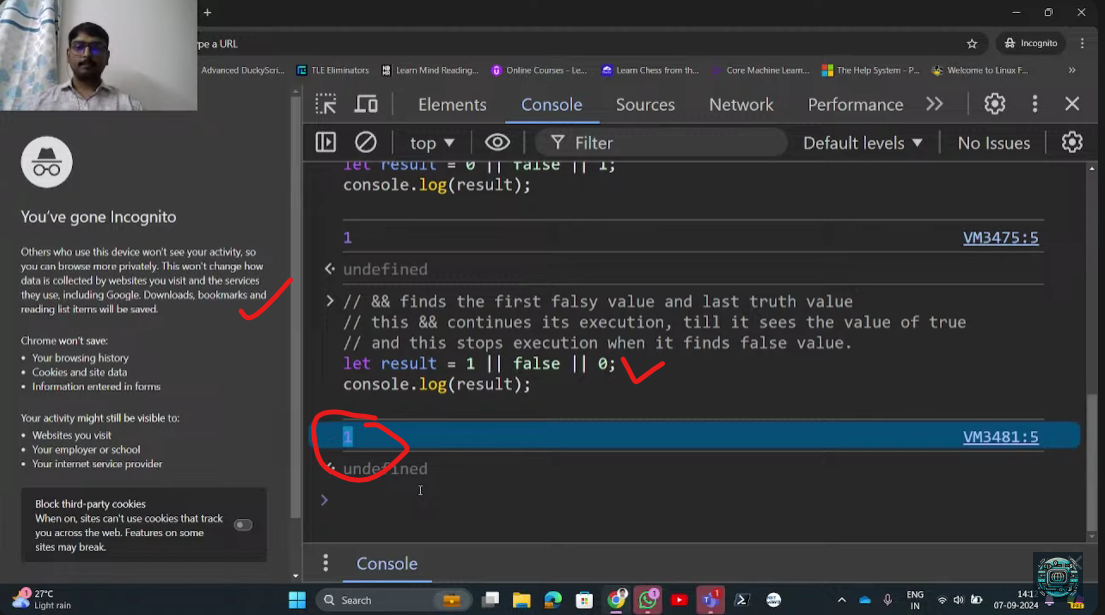 +
pe a URL
Incognito
Advanced DuckyScri...
TLE Eliminators
Learn Mind Reading...
Online Courses - Le...
Learn Chess from th...
Core Machine Learn...
The Help System - P...
Welcome to Linux F...
»
Elements
Console
Sources
Network
Performance
»
top ▼
Filter
Default levels ▼
No Issues
You've gone Incognito
Others who use this device won't see your activity, so
you can browse more privately. This won't change how
data is collected by websites you visit and the services
they use, including Google. Downloads, bookmarks and
reading list items will be saved.
Chrome won't save:
• Your browsing history
• Cookies and site data
• Information entered in forms
Your activity might still be visible to:
• Websites you visit
• Your employer or school
• Your internet service provider
Block third-party cookies
When on, sites can't use cookies that track
you across the web. Features on some
sites may break.
let result = 0 || false || 1;
console.log(result);
1
VM3475:5
undefined
> // && finds the first falsy value and last truth value
// this && continues its execution, till it sees the value of true
// and this stops execution when it finds false value.
let result = 1 || false || 0;
console.log(result);
1
VM3481:5
undefined
>
Console
1
27°C
Light rain
Search
1
1
ENG
IN
14:1
07-09-2024